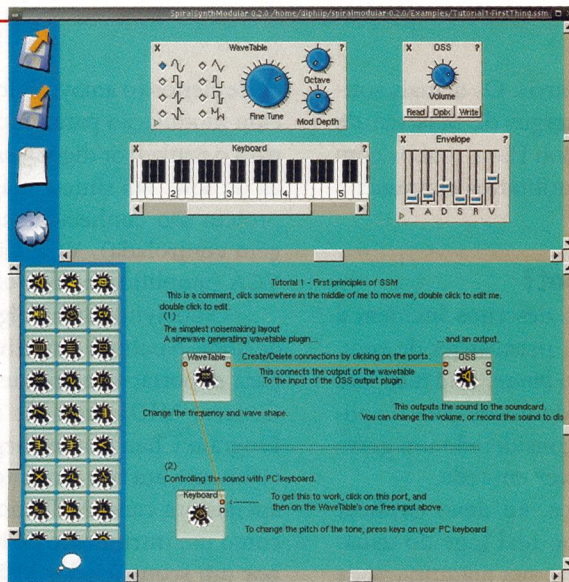 SpiralSynthModular 0.2.0 /home/dlphilp/spiralmodular-0.2.0/Examples/Tutorial1-FirstThing.ssm
X WaveTable ?
Octave
Fine Tune
Mod Depth
X OSS ?
Volume
Read Dplx Write
X Keyboard ?
2 3 4 5
X Envelope ?
T A D S R V
Tutorial 1 - First principles of SSM
This is a comment, click somewhere in the middle of me to move me, double click to edit me.
double click to edit.
(1)
The simplest noisemaking layout
A sinewave generating wavetable plugin... ... and an output.
WaveTable
Create/Delete connections by clicking on the ports.
OSS
This connects the output of the wavetable
To the input of the OSS output plugin
This outputs the sound to the soundcard.
Change the frequency and wave shape.
You can change the volume, or record the sound to dis
(2)
Controlling the sound with PC keyboard.
Keyboard
To get this to work, click on this port, and
then on the WaveTable's one free input above.
To change the pitch of the tone, press keys on your PC keyboard
CV